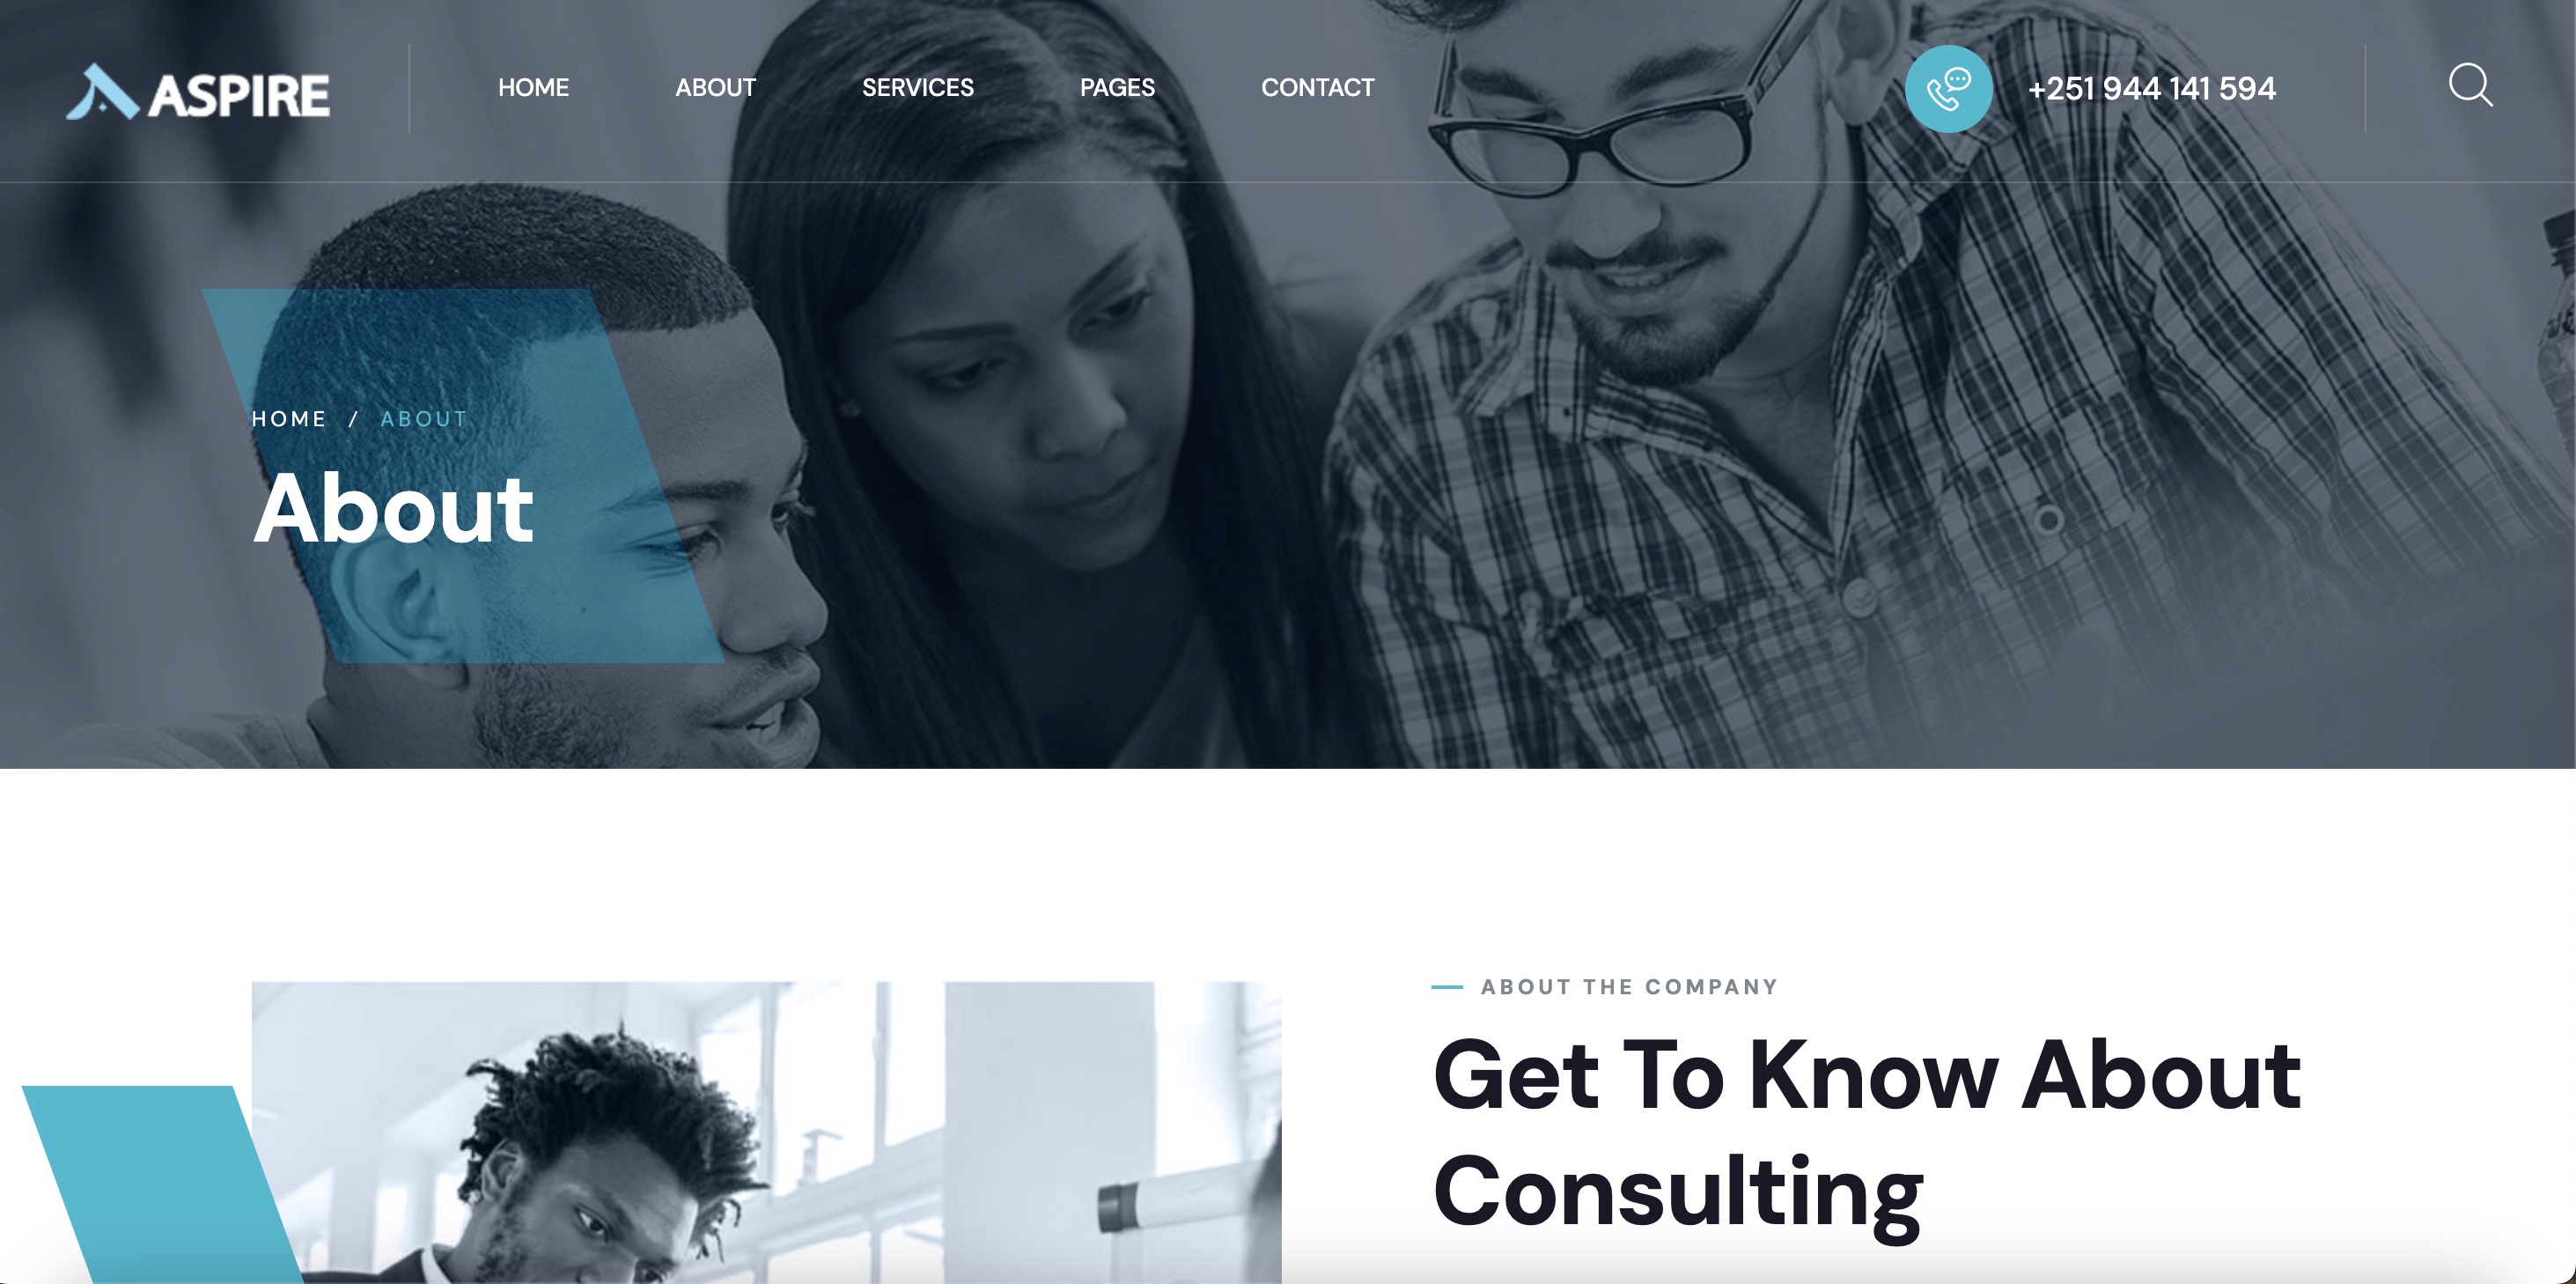 ASPIRE
HOME ABOUT SERVICES PAGES CONTACT
+251 944 141 594
HOME / ABOUT
About
ABOUT THE COMPANY
Get To Know About
Consulting